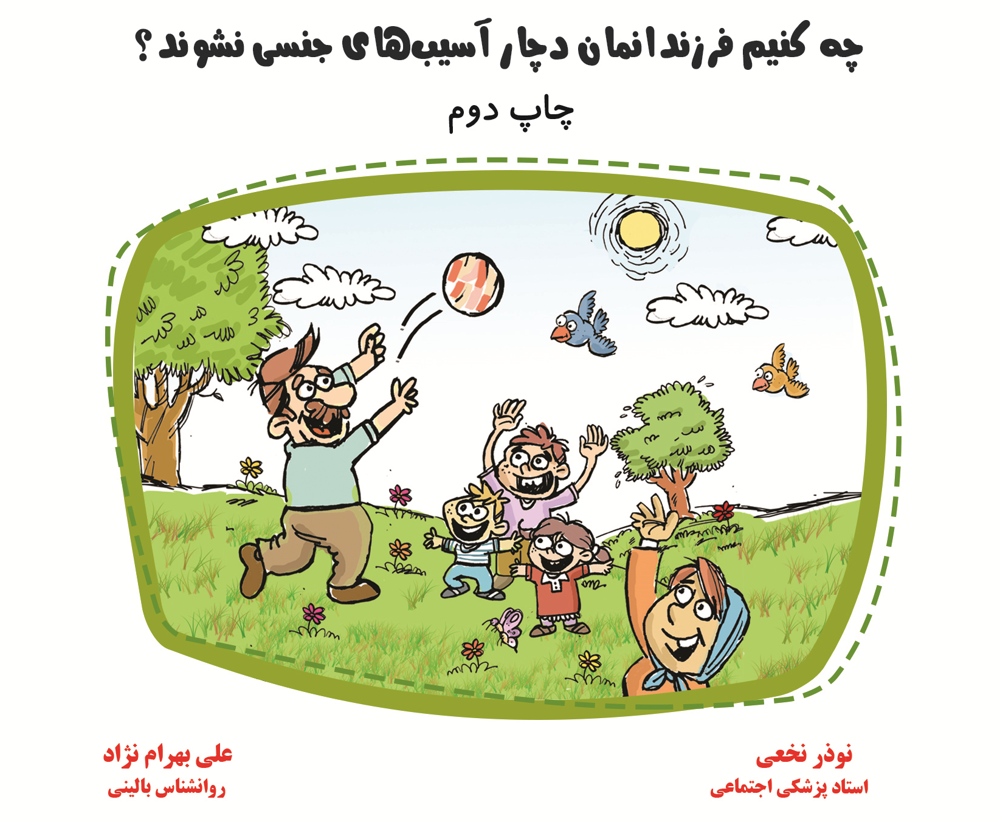 چه کنیم فرزندانمان دچار آسیب‌های جنسی نشوند؟
چاپ دوم
نوذر نخعی
استاد پزشکی اجتماعی
علی بهرام نژاد
روانشناس بالینی